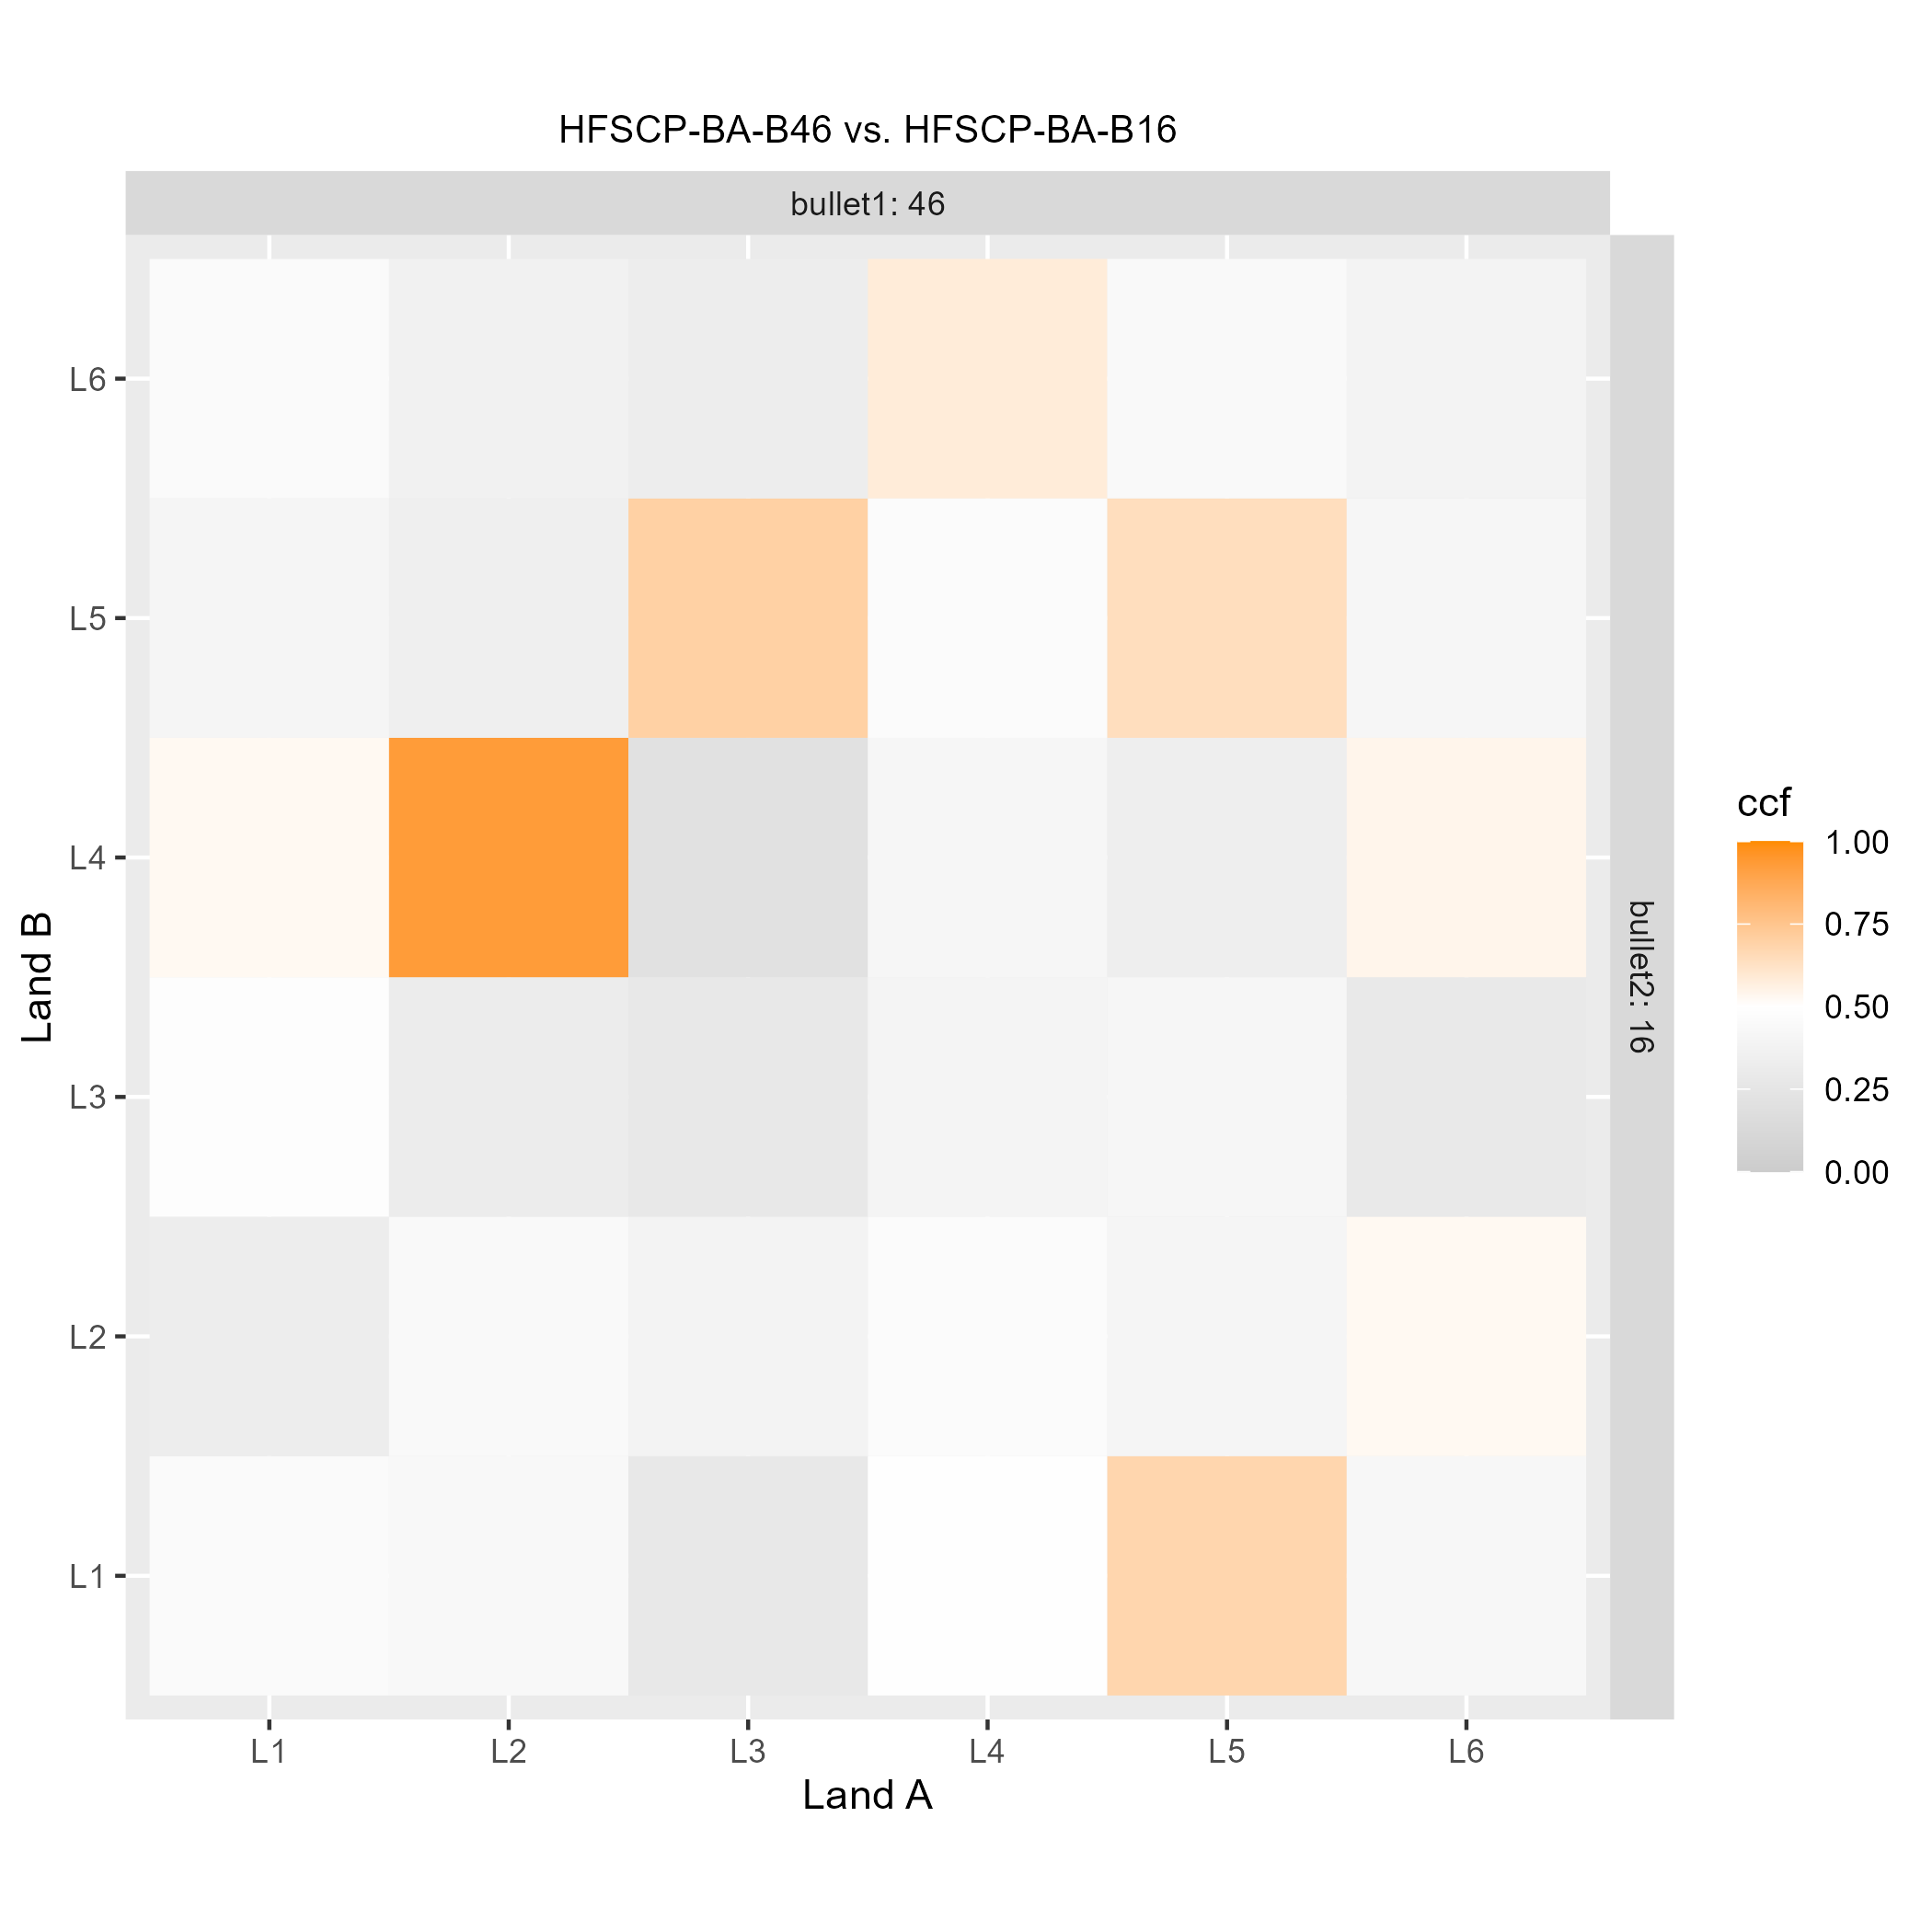 HFSCP-BA-B46 vs. HFSCP-BA-B16
bullet1: 46
L6
L5
L4
L3
L2
L1
Land B
bullet2: 16
L1 L2 L3 L4 L5 L6
Land A
ccf
1.00
0.75
0.50
0.25
0.00